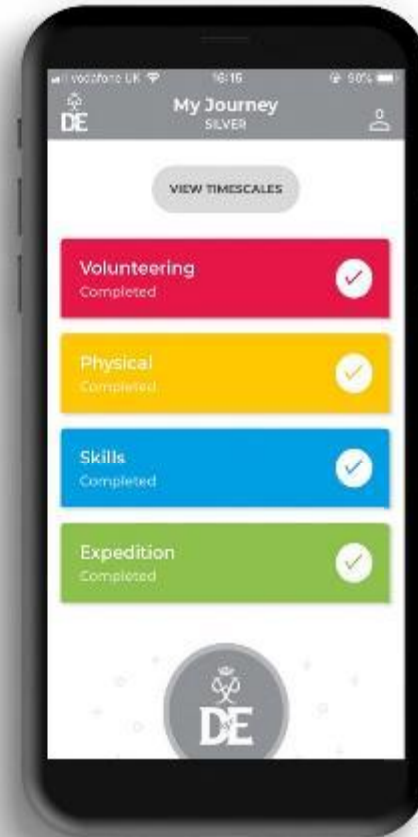 vodafone UK 16:15 90%
DE My Journey
SILVER
VIEW TIMESCALES
Volunteering
Completed
Physical
Completed
Skills
Completed
Expedition
Completed
DE